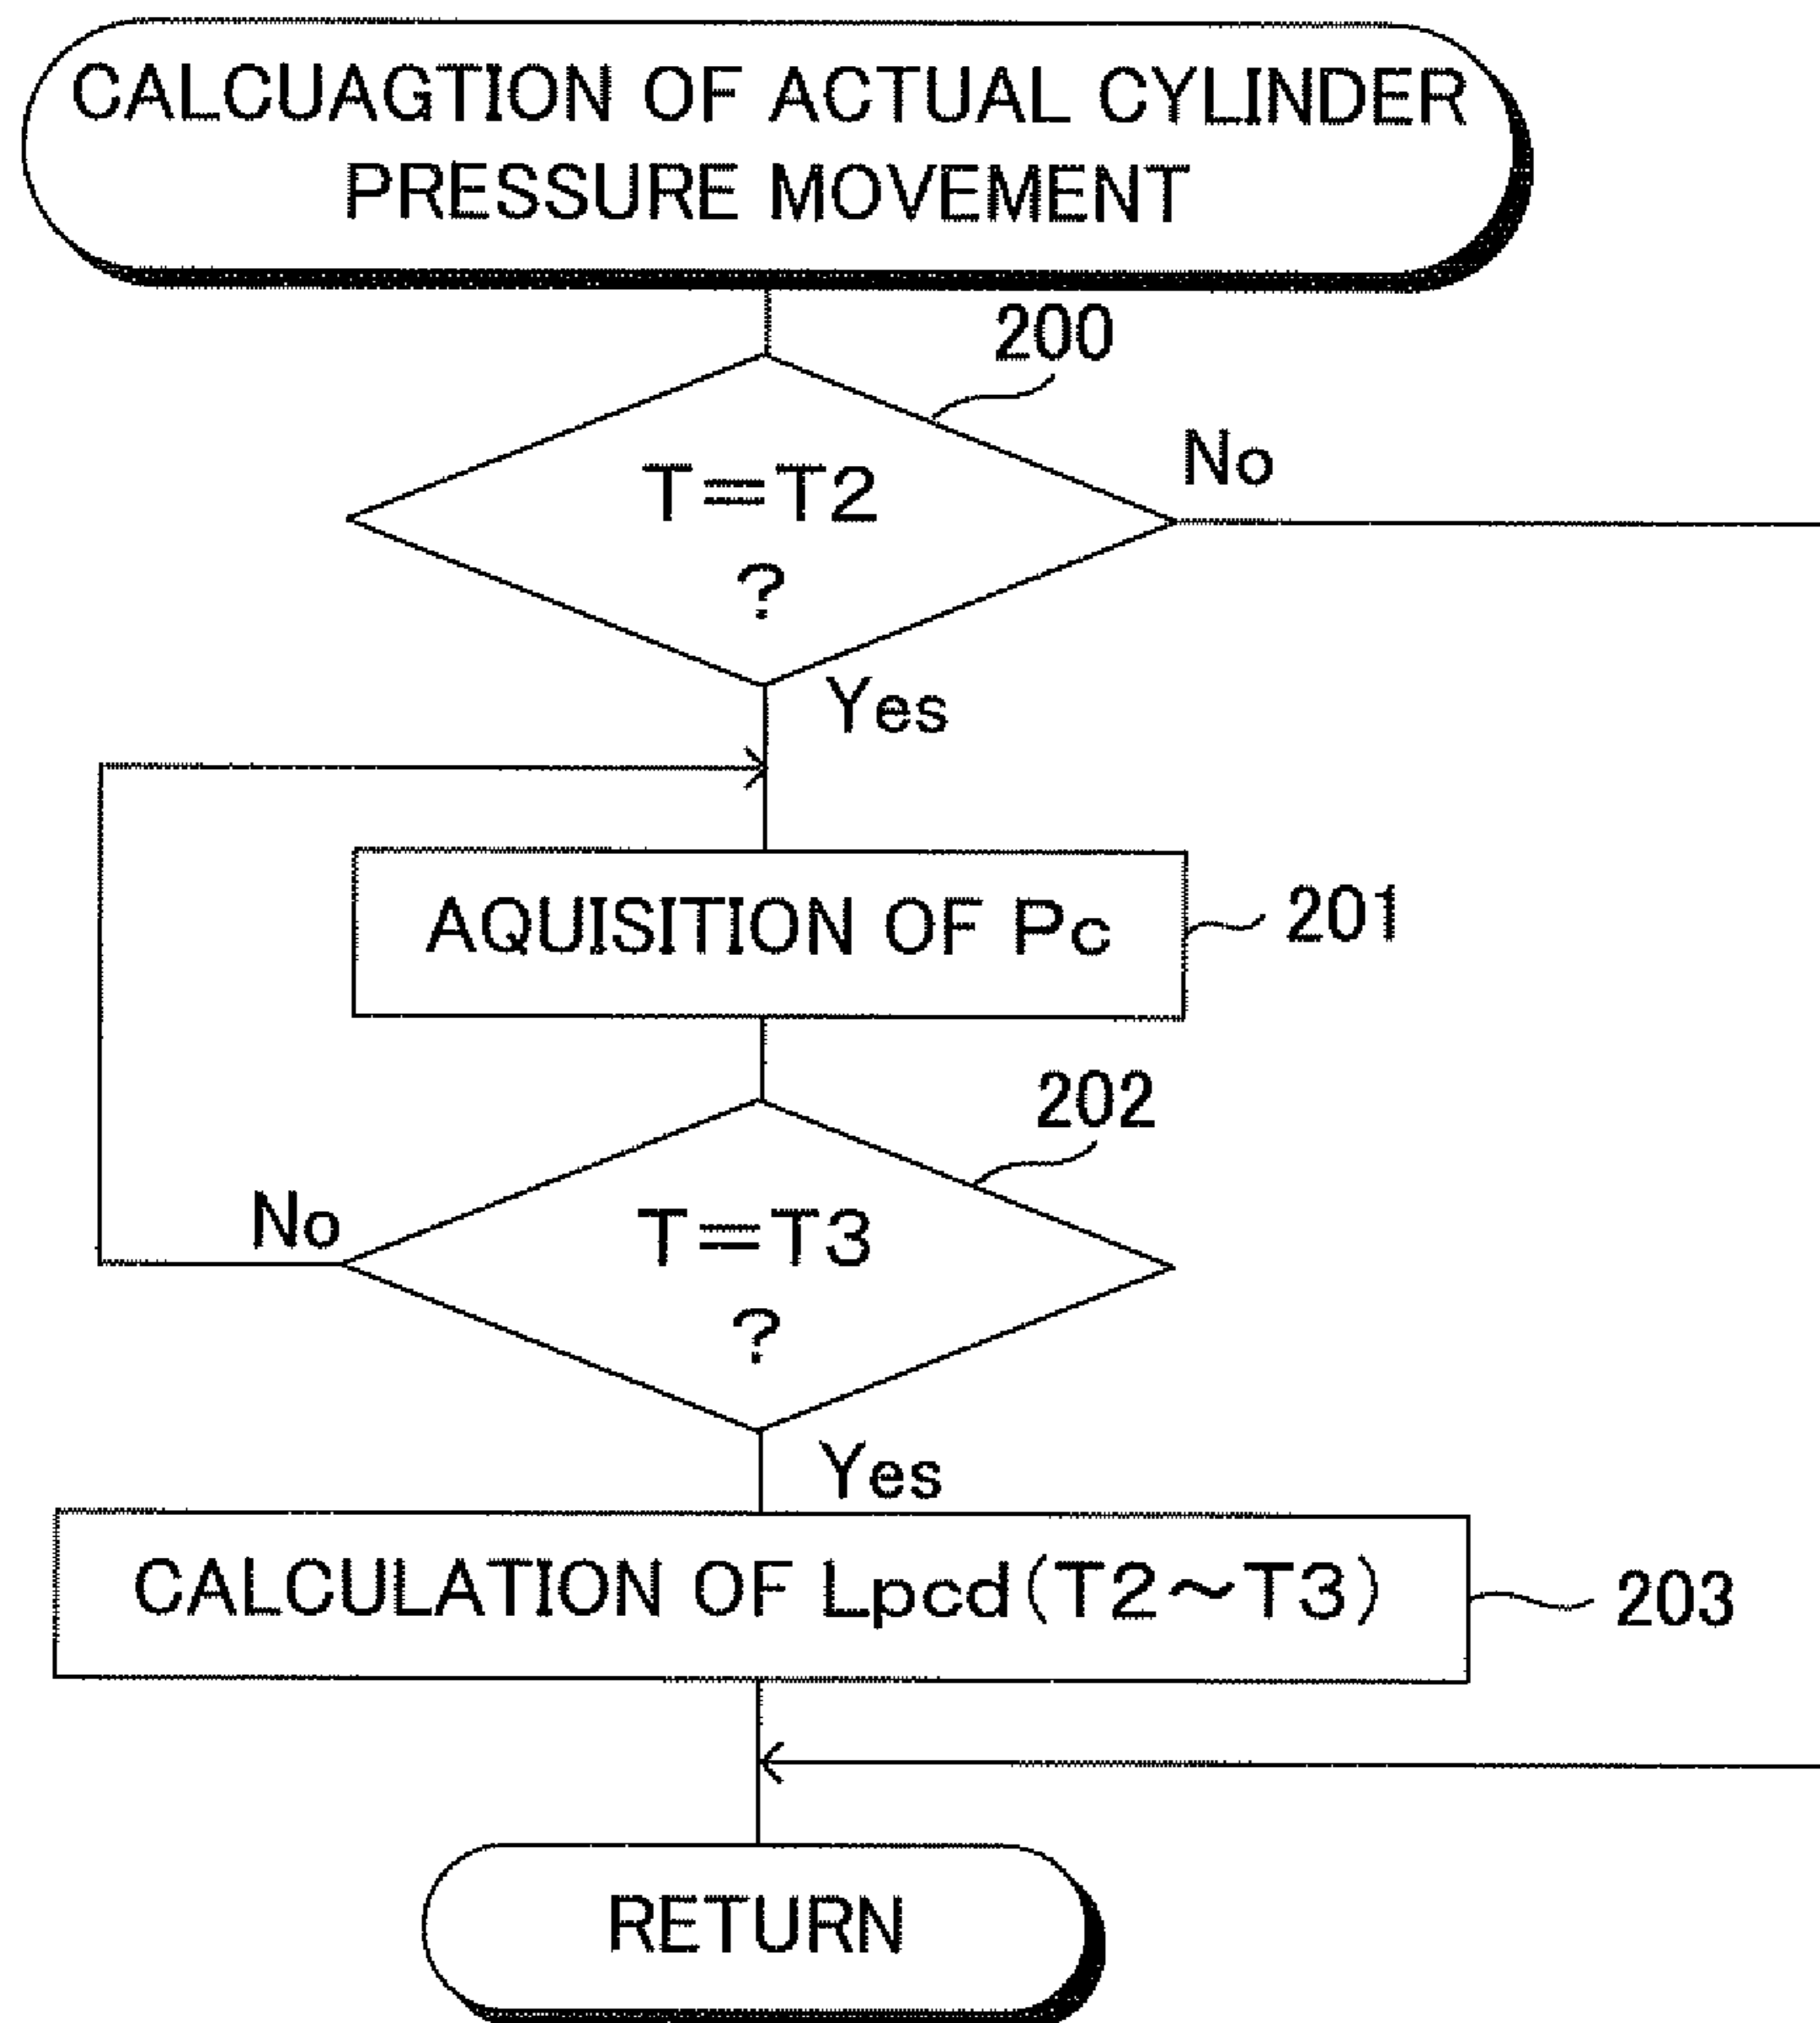 CALCUAGTION OF ACTUAL CYLINDER
PRESSURE MOVEMENT
200
T=T2
?
No
Yes
AQUISITION OF Pc
201
202
T=T3
?
No
Yes
CALCULATION OF Lpcd(T2~T3)
203
RETURN